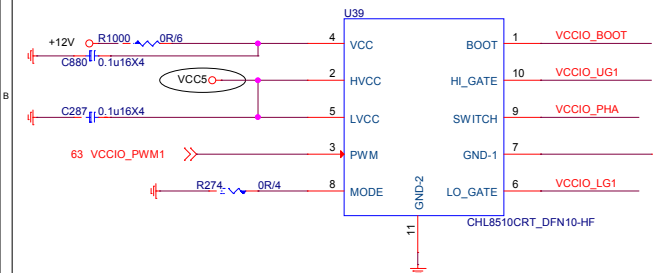 U39
+12V R1000 0R/6 4 VCC BOOT 1 VCCIO_BOOT
C880 0.1u16X4
VCC5 2 HVCC HI_GATE 10 VCCIO_UG1
B
C287 0.1u16X4 5 LVCC SWITCH 9 VCCIO_PHA
63 VCCIO_PWM1 3 PWM GND-1 7
R274 0R/4 8 MODE LO_GATE 6 VCCIO_LG1
GND-2
CHL8510CRT_DFN10-HF
11